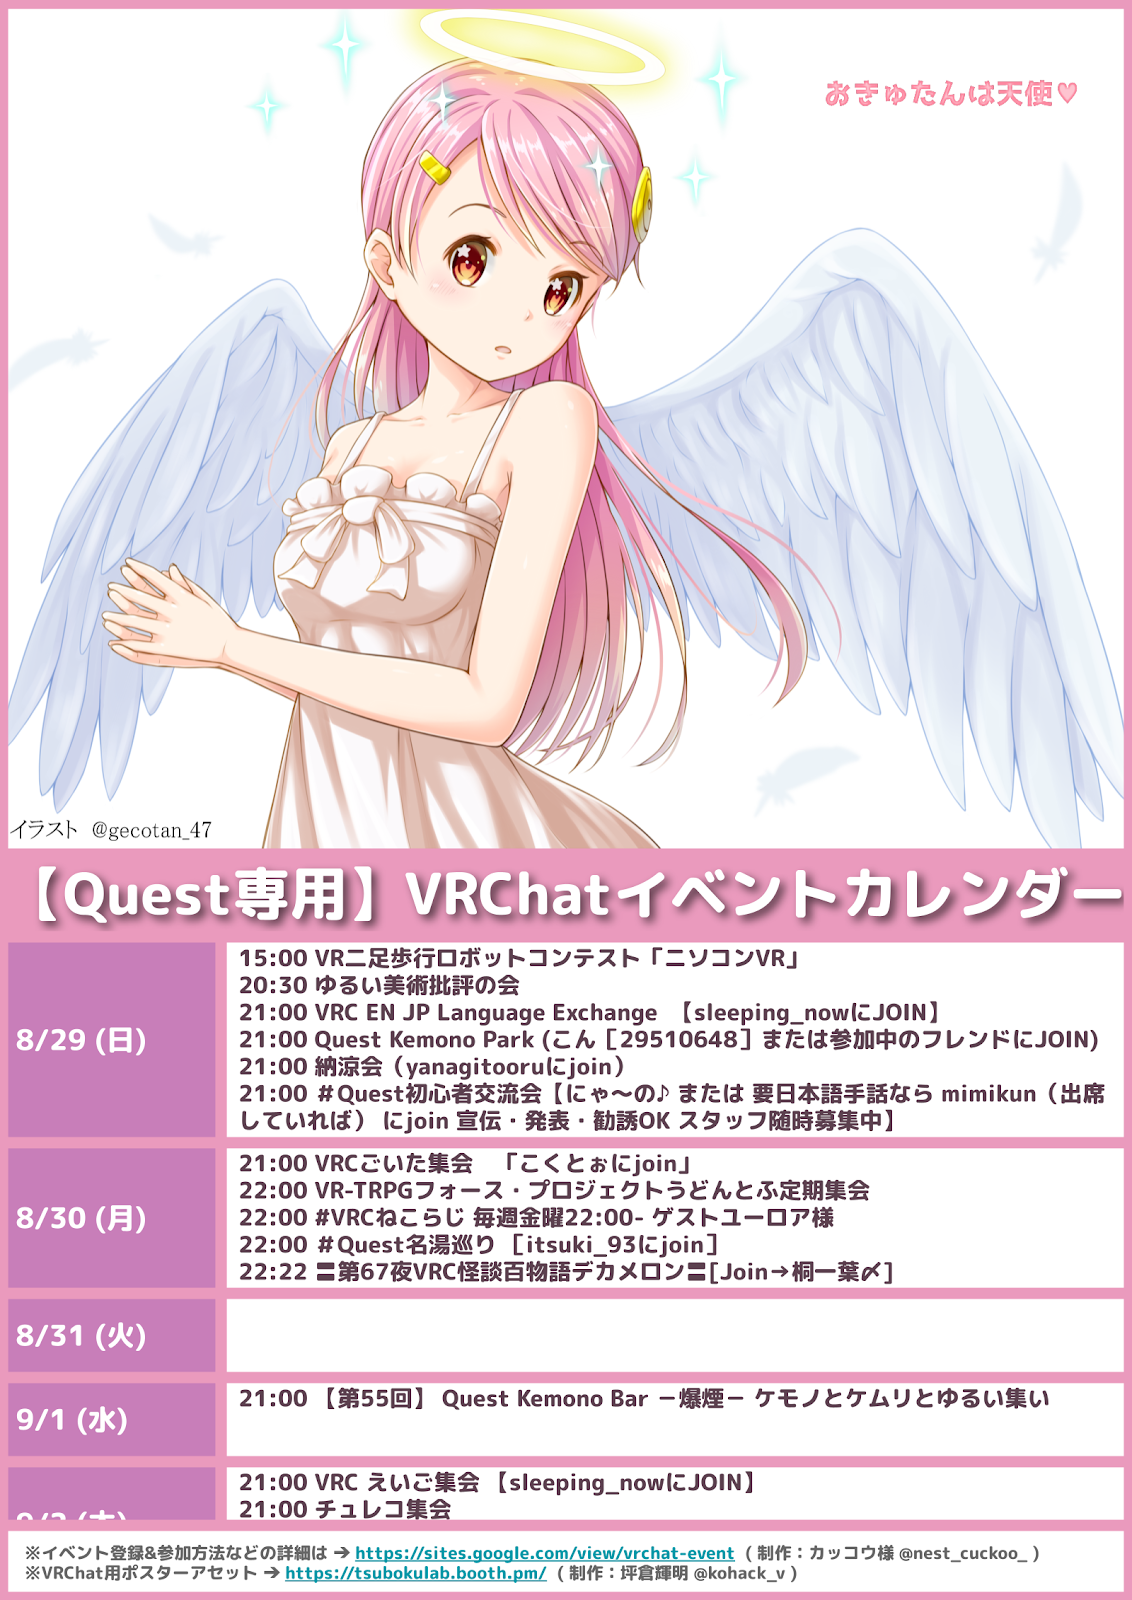 おきゅたんは天使♥
イラスト @gecotan_47
【Quest専用】VRChatイベントカレンダー
8/29 (日)
15:00 VR二足歩行ロボットコンテスト「ニソコンVR」
20:30 ゆるい美術批評の会
21:00 VRC EN JP Language Exchange 【sleeping_nowにJOIN】
21:00 Quest Kemono Park (こん［29510648］または参加中のフレンドにJOIN)
21:00 納涼会（yanagitooruにjoin）
21:00 ＃Quest初心者交流会【にゃ～の♪ または 要日本語手話なら mimikun（出席
していれば） にjoin 宣伝・発表・勧誘OK スタッフ随時募集中】
8/30 (月)
21:00 VRCごいた集会　「こくとぉにjoin」
22:00 VR-TRPGフォース・プロジェクトうどんとふ定期集会
22:00 #VRCねこらじ 毎週金曜22:00- ゲストユーロア様
22:00 ＃Quest名湯巡り ［itsuki_93にjoin］
22:22 〓第67夜VRC怪談百物語デカメロン〓[Join→桐一葉〆]
8/31 (火)
9/1 (水)
21:00 【第55回】 Quest Kemono Bar －爆煙－ ケモノとケムリとゆるい集い
9/2 (木)
21:00 VRC えいご集会 【sleeping_nowにJOIN】
21:00 チュレコ集会
※イベント登録&参加方法などの詳細は → https://sites.google.com/view/vrchat-event ( 制作：カッコウ様 @nest_cuckoo_ )
※VRChat用ポスターアセット → https://tsubokulab.booth.pm/ ( 制作：坪倉輝明 @kohack_v )